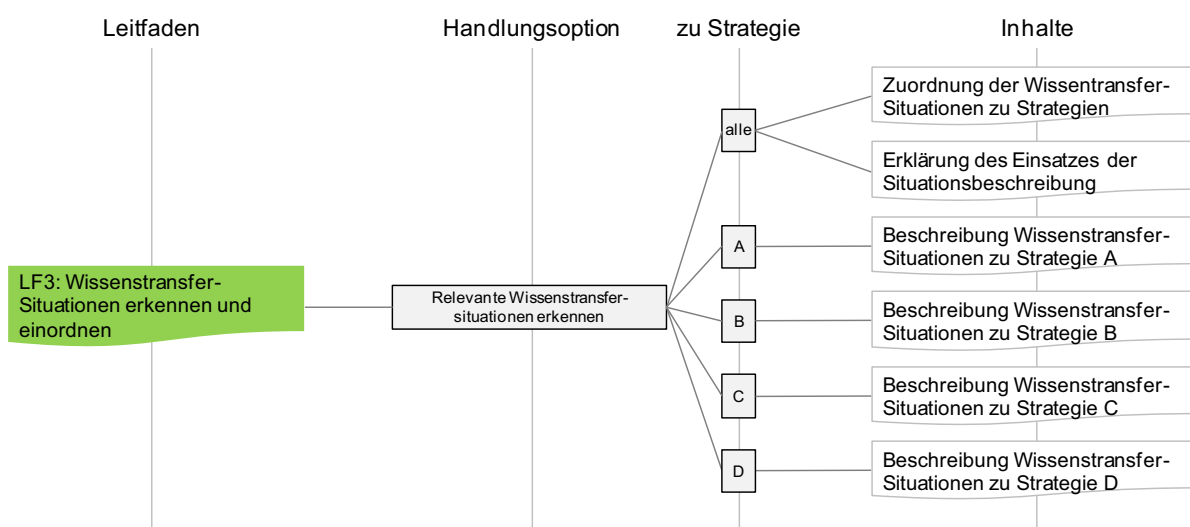 Leitfaden
Handlungsoption
zu Strategie
Inhalte
LF3: Wissenstransfer-
Situationen erkennen und
einordnen
Relevante Wissenstransfer-
situationen erkennen
alle
A
B
C
D
Zuordnung der Wissentransfer-
Situationen zu Strategien
Erklärung des Einsatzes der
Situationsbeschreibung
Beschreibung Wissenstransfer-
Situationen zu Strategie A
Beschreibung Wissenstransfer-
Situationen zu Strategie B
Beschreibung Wissenstransfer-
Situationen zu Strategie C
Beschreibung Wissenstransfer-
Situationen zu Strategie D